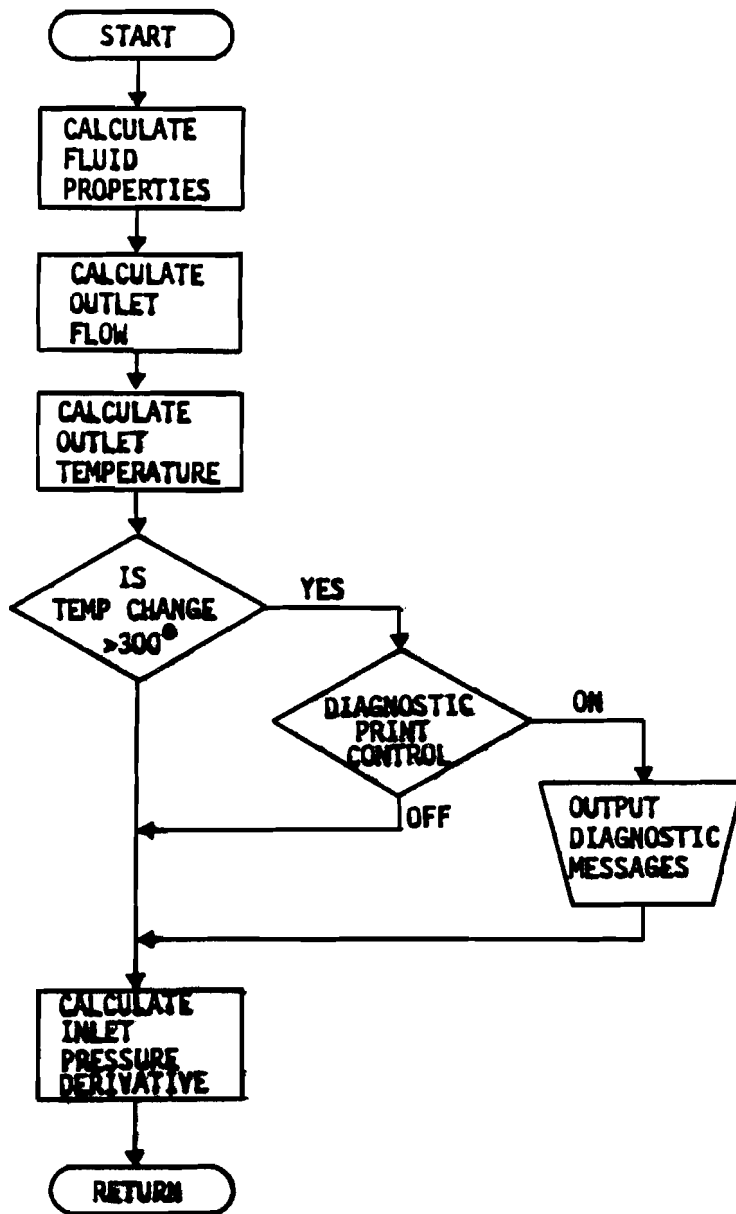 START
CALCULATE
FLUID
PROPERTIES
CALCULATE
OUTLET
FLOW
CALCULATE
OUTLET
TEMPERATURE
IS
TEMP CHANGE
>300°
YES
DIAGNOSTIC
PRINT
CONTROL
ON
OFF
OUTPUT
DIAGNOSTIC
MESSAGES
CALCULATE
INLET
PRESSURE
DERIVATIVE
RETURN